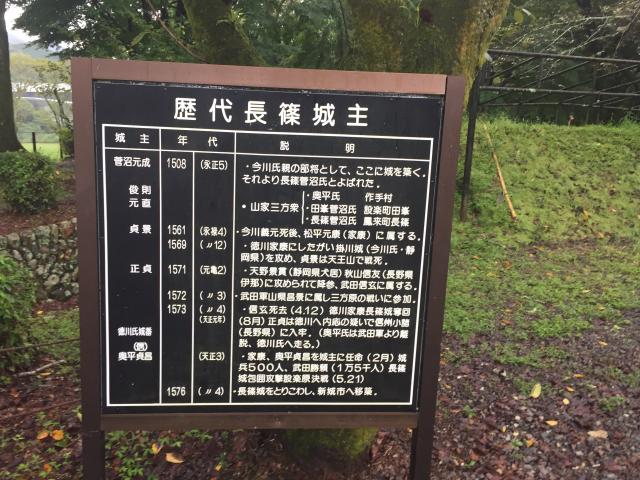 歴代長篠城主
城主 年代 説明
菅沼元成 1508 (永正5) ・今川氏親の部将として、ここに城を築く。
それより長篠菅沼氏とよばれた。
俊則
元直
・山家三方衆
・奥平氏 作手村
・田峯菅沼氏 設楽町田峯
・長篠菅沼氏 鳳来町長篠
貞景 1561 (永禄4) ・今川義元死後、松平元康(家康)に属する。
1569 (〃12) ・徳川家康にしたがい掛川城(今川氏・静
岡県)を攻め、貞景は天王山で戦死。
正貞 1571 (元亀2) ・天野景貫(静岡県犬居)秋山信友(長野県
伊那)に攻められて降参、武田信玄に属する。
1572 (〃3) ・武田軍山県昌景に属し三方原の戦いに参加。
1573 (〃4) ・信玄死去(4.12)徳川家康長篠城奪回
(天正元年) (8月)正貞は徳川へ内応の疑いで信州小諸
(長野県)に入牢。(奥平氏は武田軍より離
脱、徳川氏へ走る。)
徳川氏城番
(信)
奥平貞昌 (天正3) ・家康、奥平貞昌を城主に任命(2月)城
兵500人、武田勝頼(1万5千人)長篠
城包囲攻撃設楽原決戦(5.21)
1576 (〃4) ・長篠城をとりこわし、新城市へ移築。